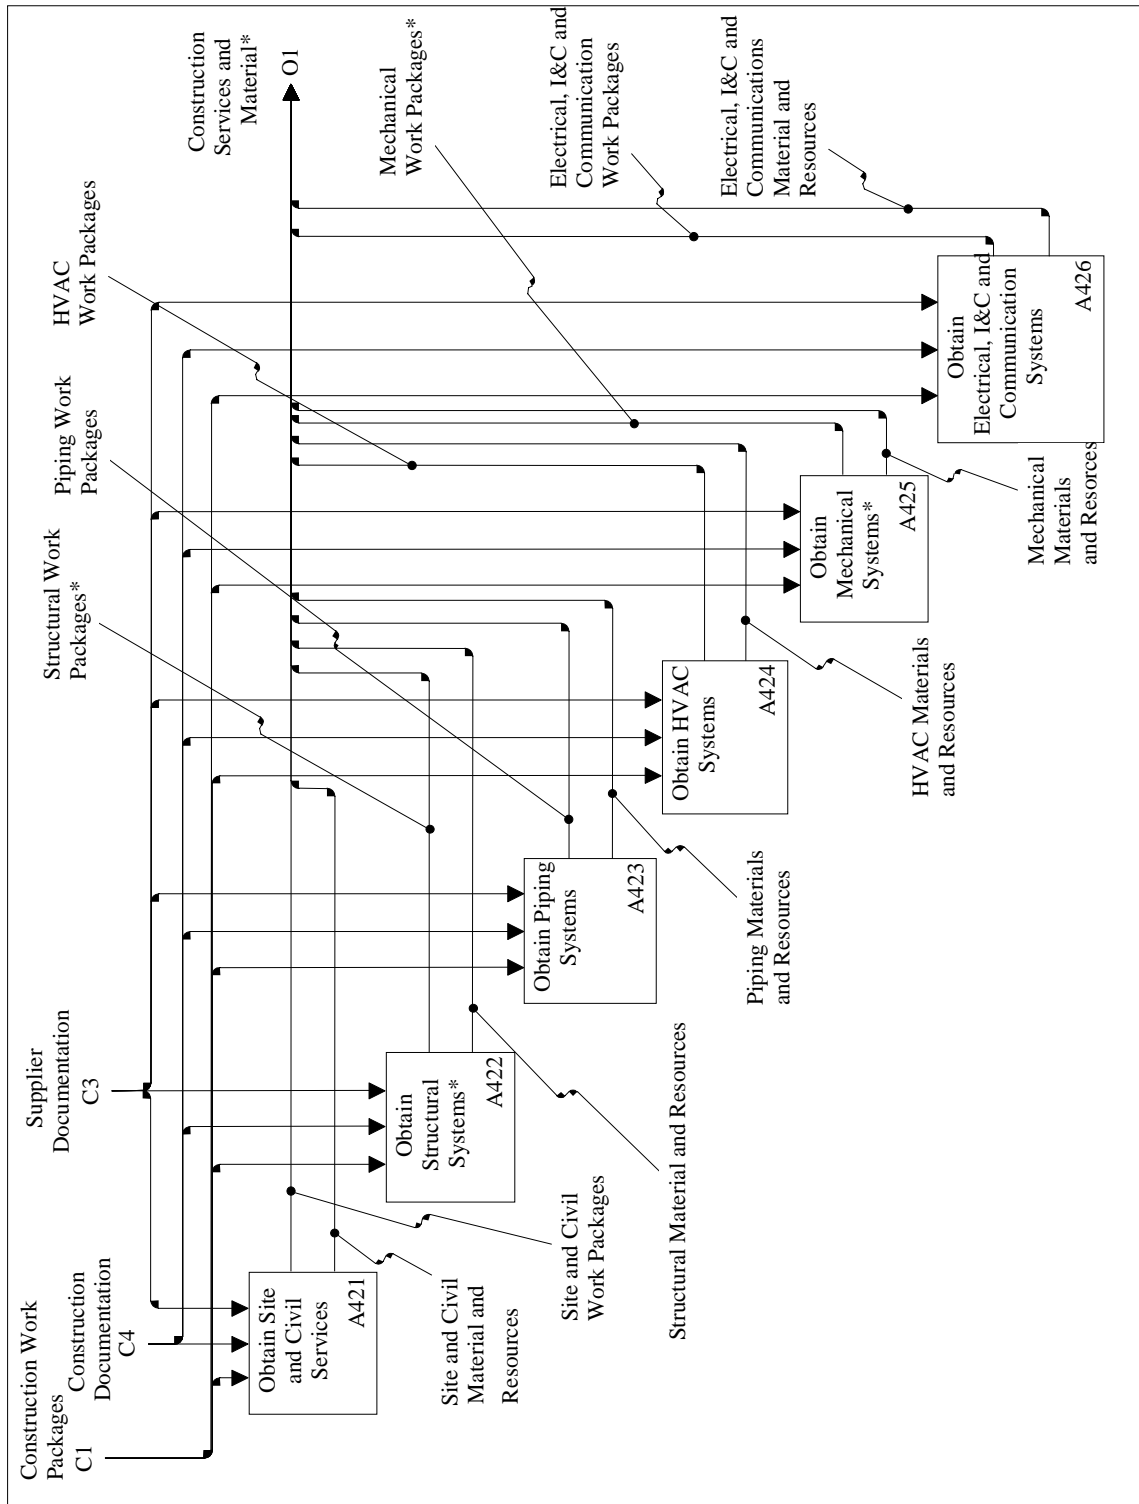 Construction Work
Packages
C1
Construction
Documentation
C4
Supplier
Documentation
C3
Structural Work
Packages*
Piping Work
Packages
HVAC
Work Packages
Construction
Services and
Material*
O1
Mechanical
Work Packages*
Electrical, I&C and
Communication
Work Packages
Electrical, I&C and
Communications
Material and
Resources
Obtain Site
and Civil
Services
A421
Obtain
Structural
Systems*
A422
Obtain Piping
Systems
A423
Obtain HVAC
Systems
A424
Obtain
Mechanical
Systems*
A425
Obtain
Electrical, I&C and
Communication
Systems
A426
Site and Civil
Material and
Resources
Site and Civil
Work Packages
Structural Material and Resources
Piping Materials
and Resources
HVAC Materials
and Resources
Mechanical
Materials
and Resorces